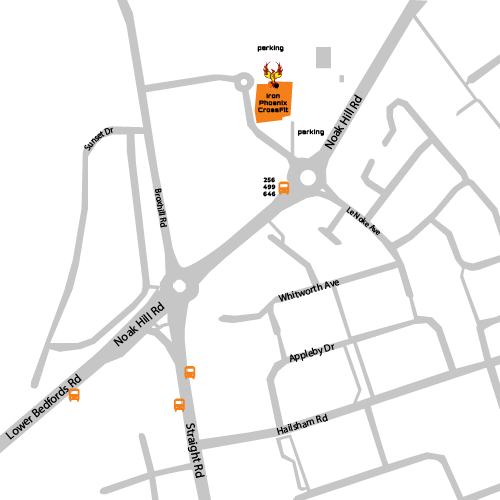 parking
Iron
Phoenix
CrossFit
Noak Hill Rd
parking
Sunset Dr
256
499
646
Broxhill Rd
LeNoke Ave
Whitworth Ave
Noak Hill Rd
Appleby Dr
Lower Bedfords Rd
Hailsham Rd
Straight Rd